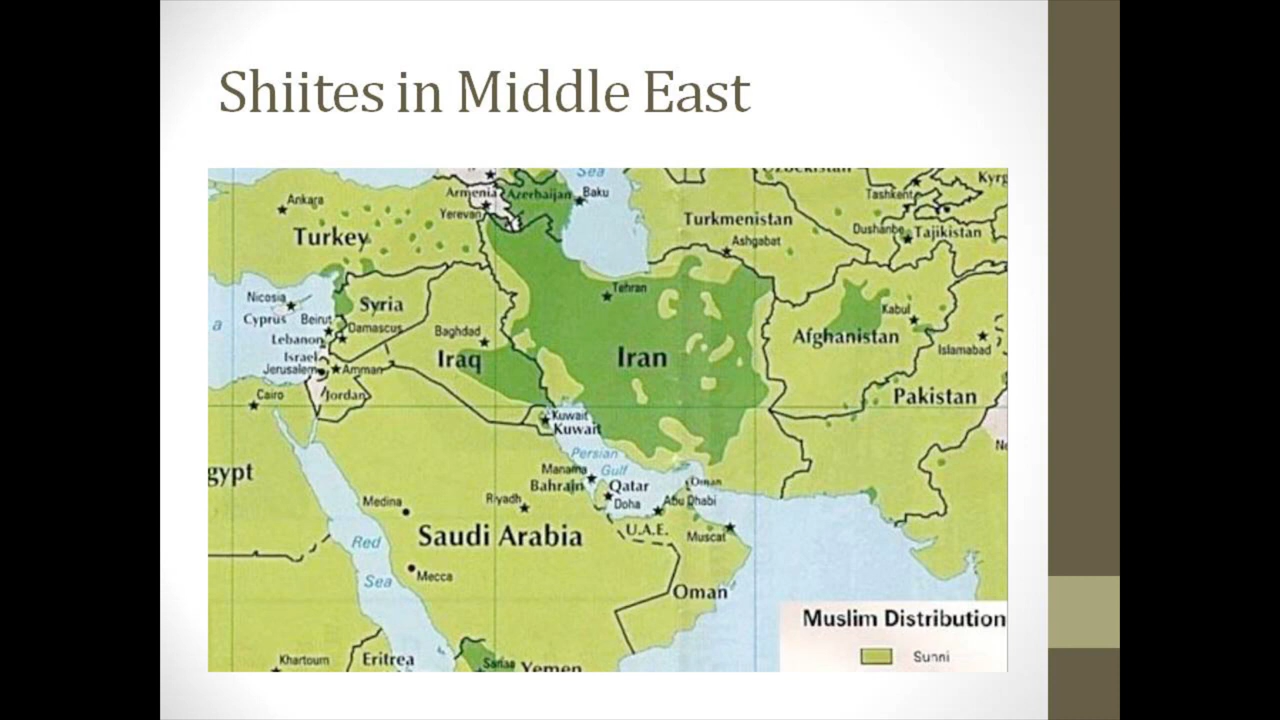 Shiites in Middle East
Sea
Kyrg
Ankara
Armenia
Azerbaijan
Baku
Tashkent
Yerevan
Turkmenistan
Dushanbe
Tajikistan
Turkey
Ashgabat
Tehran
Nicosia
Syria
Kabul
Cyprus
Beirut
Damascus
Baghdad
Afghanistan
Lebanon
Islamabad
Israel
Iraq
Iran
Jerusalem
Amman
Cairo
Jordan
Pakistan
Kuwait
Kuwait
Ne
Persian
Gulf
gypt
Manama
Bahrain
Qatar
Oman
Medina
Riyadh
Doha
Abu Dhabi
Saudi Arabia
U.A.E.
Muscat
Red
Sea
Mecca
Oman
Muslim Distribution
Sunni
Khartoum
Eritrea
Sanaa
Yemen
a